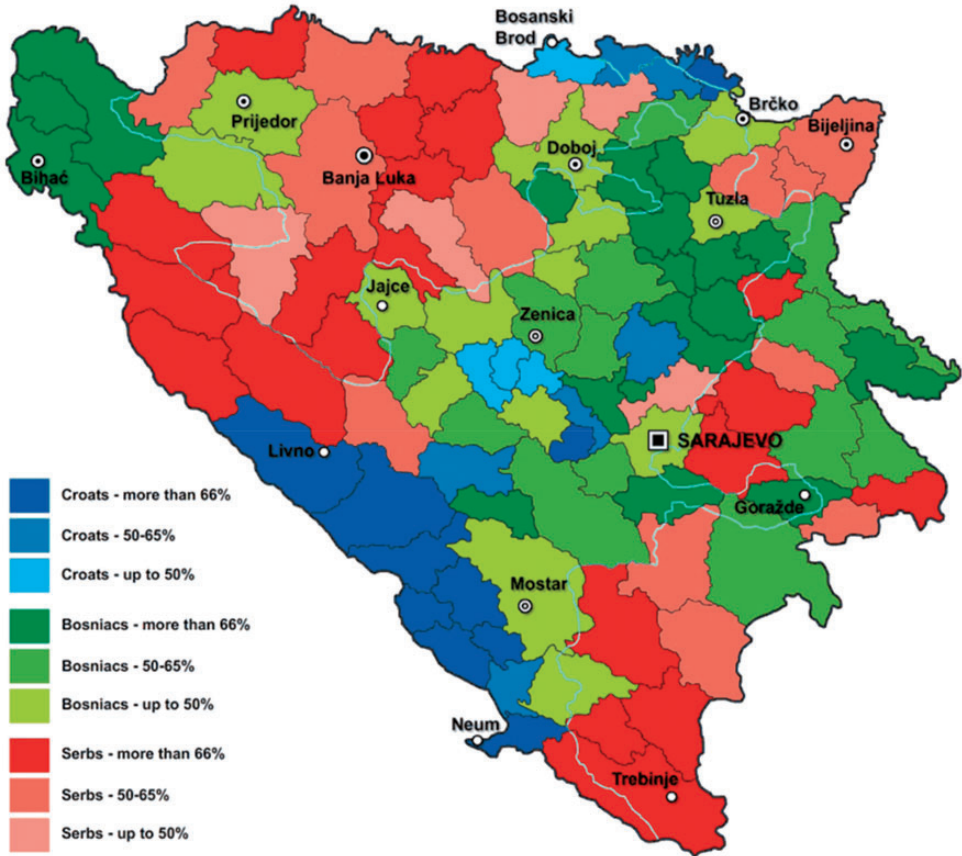 Bosanski
Brod
Brčko
Prijedor
Bijeljina
Doboj
Bihać
Banja Luka
Tuzla
Jajce
Zenica
SARAJEVO
Livno
Goražde
Mostar
Neum
Trebinje
Croats - more than 66%
Croats - 50-65%
Croats - up to 50%
Bosniacs - more than 66%
Bosniacs - 50-65%
Bosniacs - up to 50%
Serbs - more than 66%
Serbs - 50-65%
Serbs - up to 50%